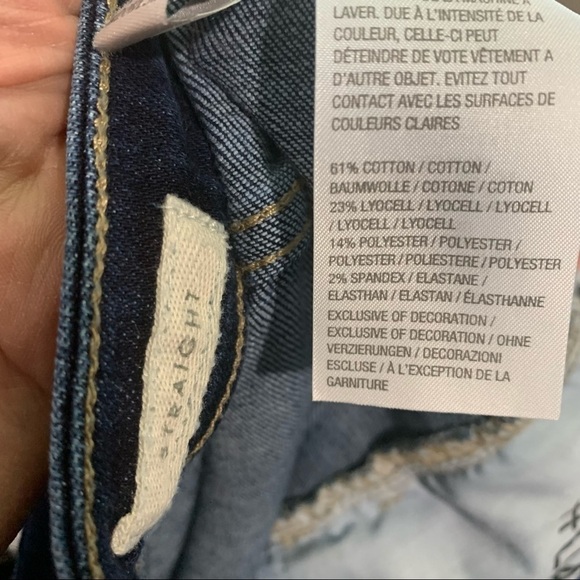 LAVER. DUE À L'INTENSITÉ DE LA
COULEUR, CELLE-CI PEUT
DÉTEINDRE DE VOTE VÊTEMENT A
D'AUTRE OBJET. EVITEZ TOUT
CONTACT AVEC LES SURFACES DE
COULEURS CLAIRES
61% COTTON / COTTON /
BAUMWOLLE / COTONE / COTON
23% LYOCELL / LYOCELL / LYOCELL
/ LYOCELL / LYOCELL
14% POLYESTER / POLYESTER /
POLYESTER / POLIESTERE / POLYESTER
2% SPANDEX / ELASTANE /
ELASTHAN / ELASTAN / ÉLASTHANNE
EXCLUSIVE OF DECORATION /
EXCLUSIVE OF DECORATION / OHNE
VERZIERUNGEN / DECORAZIONI
ESCLUSE / À L'EXCEPTION DE LA
GARNITURE
STRAIGHT